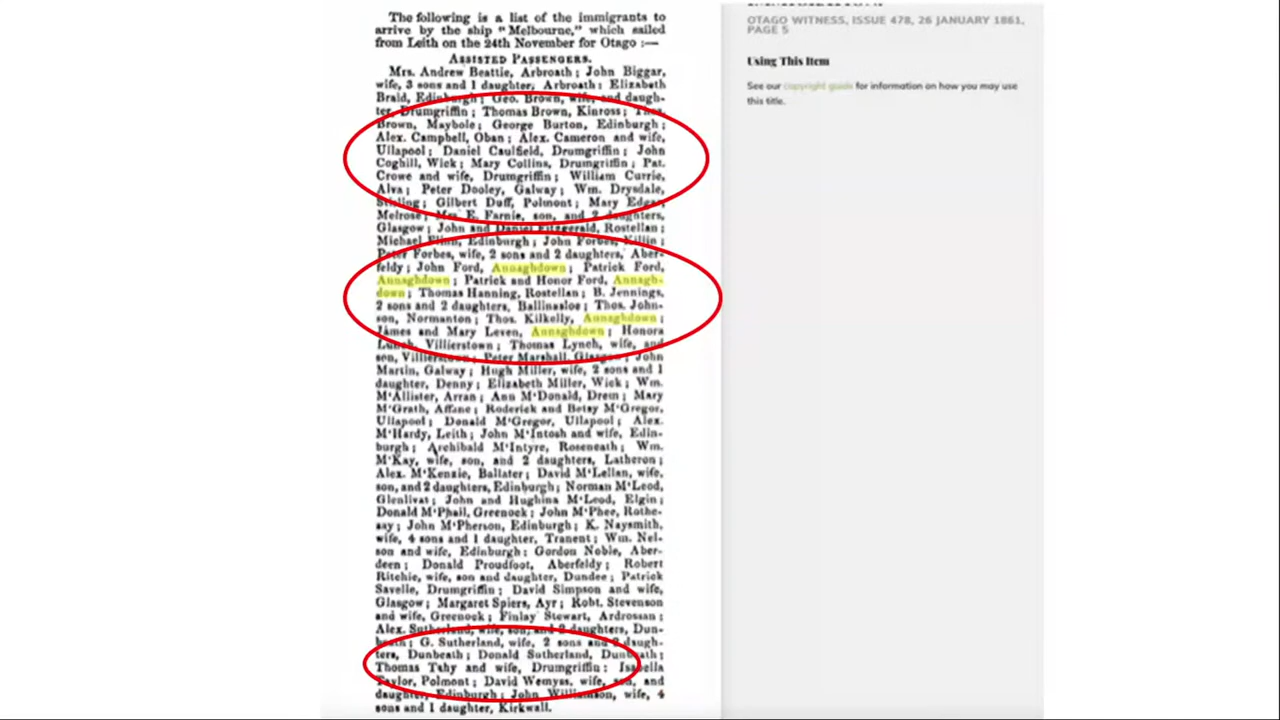 The following is a list of the immigrants to
arrive by the ship "Melbourne," which sailed
from Leith on the 24th November for Otago :—
ASSISTED PASSENGERS.
Mrs. Andrew Beattie, Arbroath ; John Biggar,
wife, 3 sons and 1 daughter, Arbroath ; Elizabeth
Braid, Edinburgh ; Geo. Brown, wife, and daugh-
ter, Drumgriffin ; Thomas Brown, Kinross ; Thos.
Brown, Maybole ; George Burton, Edinburgh ;
Alex. Campbell, Oban ; Alex. Cameron and wife,
Ullapool ; Daniel Caulfield, Drumgriffin ; John
Coghill, Wick ; Mary Collins, Drumgriffin ; Pat.
Crowe and wife, Drumgriffin ; William Currie,
Alva ; Peter Dooley, Galway ; Wm. Drysdale,
Stirling ; Gilbert Duff, Polmont ; Mary Edgar,
Melrose ; Mrs. E. Farnie, son, and 2 daughters,
Glasgow ; John and Daniel Fitzgerald, Rostellan ;
Michael Flinn, Edinburgh ; John Forbes, Killin ;
Peter Forbes, wife, 2 sons and 2 daughters, Aber-
feldy ; John Ford, Annaghdown ; Patrick Ford,
Annaghdown ; Patrick and Honor Ford, Annagh-
down ; Thomas Hanning, Rostellan ; B. Jennings,
2 sons and 2 daughters, Ballinasloe ; Thos. John-
son, Normanton ; Thos. Kilkelly, Annaghdown ;
James and Mary Leven, Annaghdown ; Honora
Lynch, Villierstown ; Thomas Lynch, wife, and
son, Villierstown ; Peter Marshall, Glasgow ; John
Martin, Galway ; Hugh Miller, wife, 2 sons and 1
daughter, Denny ; Elizabeth Miller, Wick ; Wm.
M'Allister, Arran ; Ann M'Donald, Drem ; Mary
M'Grath, Affane ; Roderick and Betsy M'Gregor,
Ullapool ; Donald M'Gregor, Ullapool ; Alex.
M'Hardy, Leith ; John M'Intosh and wife, Edin-
burgh ; Archibald M'Intyre, Roseneath ; Wm.
M'Kay, wife, son, and 2 daughters, Latheron ;
Alex. M'Kenzie, Ballater ; David M'Lellan, wife,
son, and 2 daughters, Edinburgh ; Norman M'Leod,
Glenlivat ; John and Hughina M'Leod, Elgin ;
Donald M'Phail, Greenock ; John M'Phee, Rothe-
say ; John M'Pherson, Edinburgh ; K. Naysmith,
wife, 4 sons and 1 daughter, Tranent ; Wm. Nel-
son and wife, Edinburgh ; Gordon Noble, Aber-
deen ; Donald Proudfoot, Aberfeldy ; Robert
Ritchie, wife, son and daughter, Dundee ; Patrick
Savelle, Drumgriffin ; David Simpson and wife,
Glasgow ; Margaret Spiers, Ayr ; Robt. Stevenson
and wife, Greenock ; Finlay Stewart, Ardrossan ;
Alex. Sutherland, wife, son, and 2 daughters, Dun-
beath ; G. Sutherland, wife, 2 sons and 2 daugh-
ters, Dunbeath ; Donald Sutherland, Dunbeath ;
Thomas Tahy and wife, Drumgriffin ; Isabella
Taylor, Polmont ; David Wemyss, wife, son, and
daughter, Edinburgh ; John Williamson, wife, 4
sons and 1 daughter, Kirkwall.
OTAGO WITNESS, ISSUE 478, 26 JANUARY 1861,
PAGE 5
Using This Item
See our copyright guide for information on how you may use
this title.